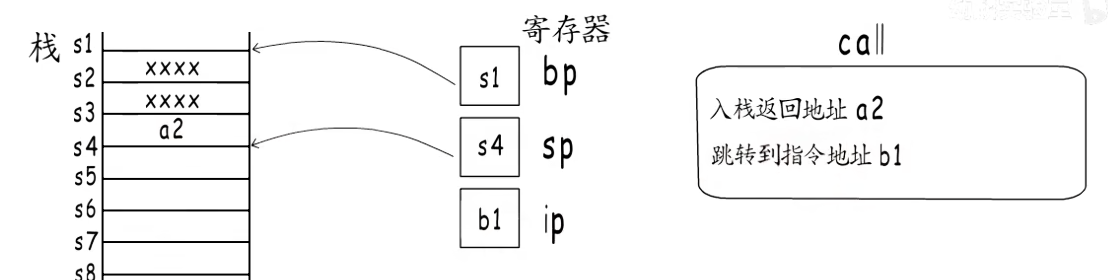 栈
s1
s2
s3
s4
s5
s6
s7
s8
xxxx
xxxx
a2
寄存器
s1 bp
s4 sp
b1 ip
call
入栈返回地址 a2
跳转到指令地址 b1